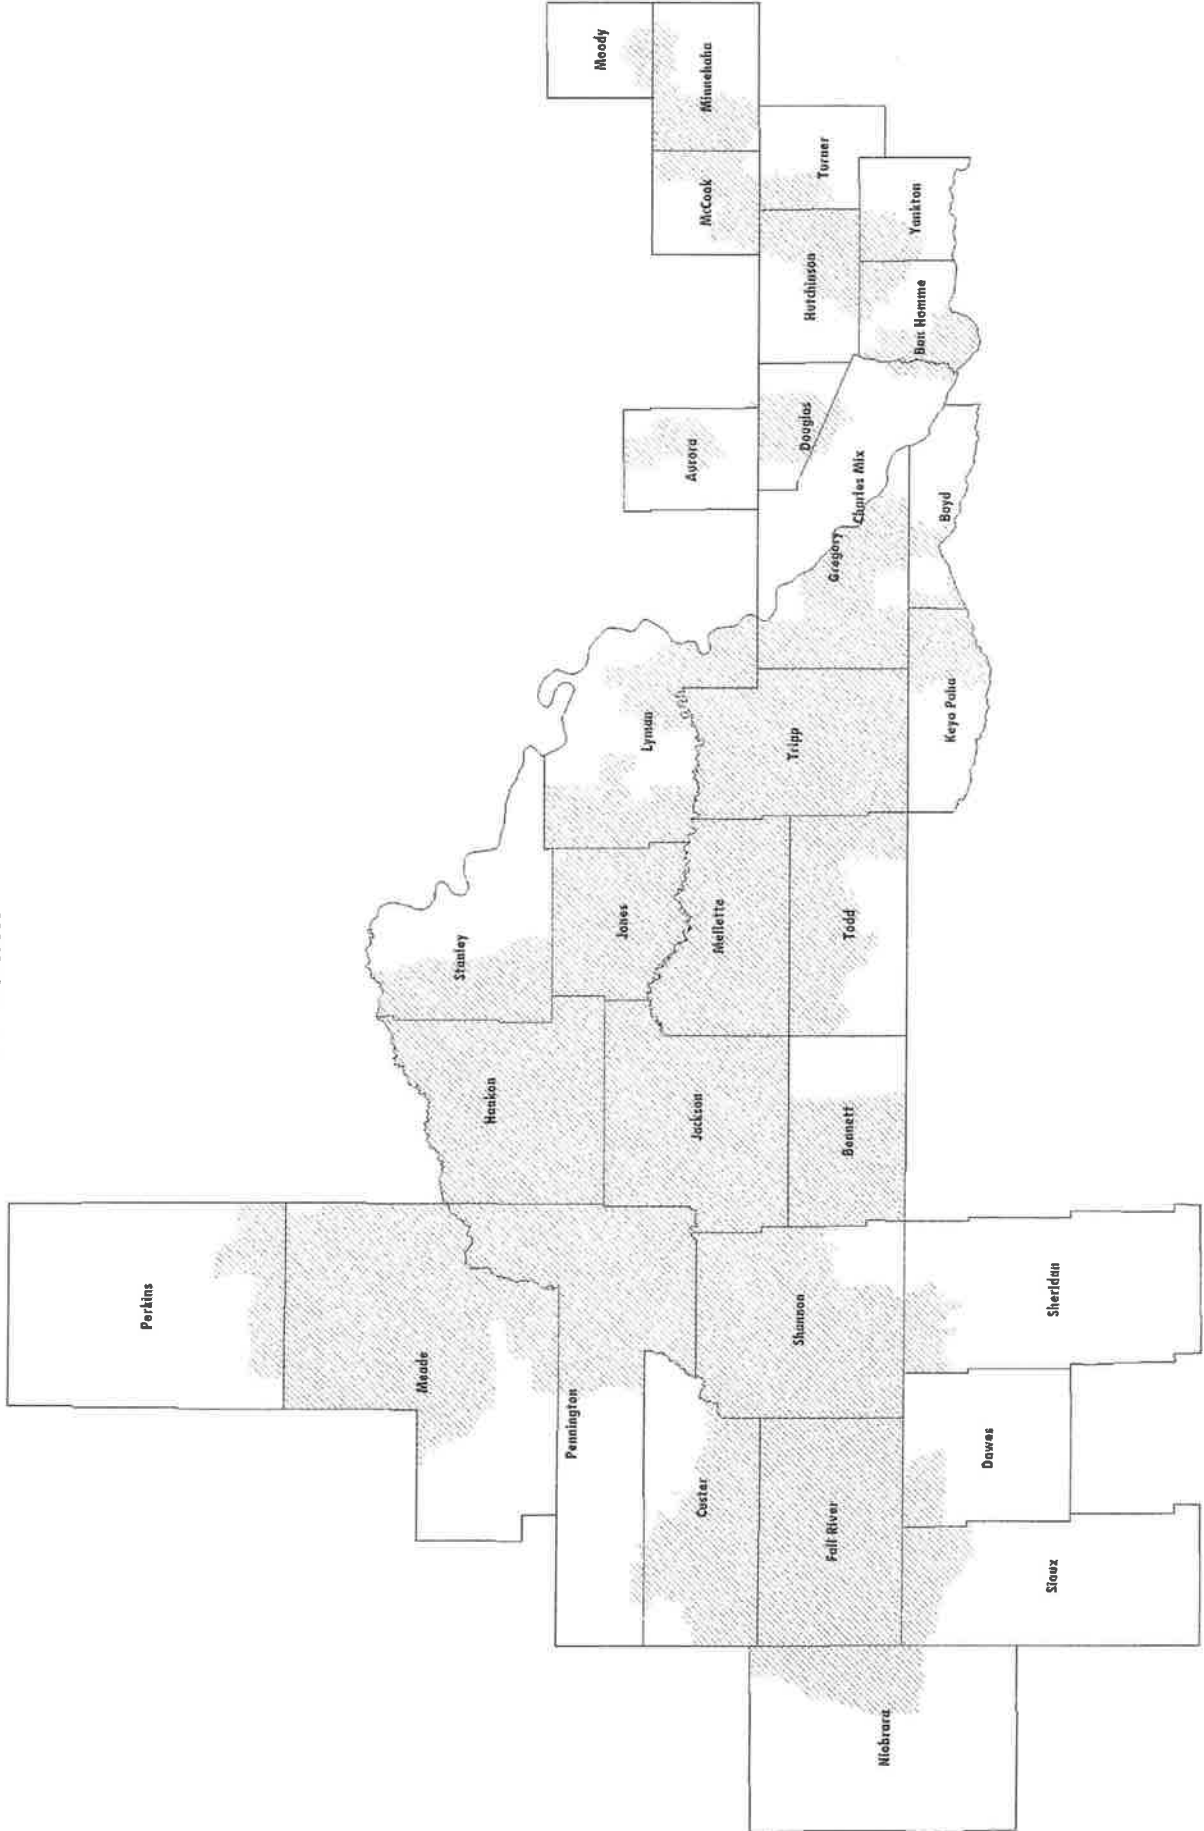 Perkins
Meade
Pennington
Custer
Fall River
Shannon
Niobrara
Sioux
Dawes
Sheridan
Haakon
Jackson
Bennett
Stanley
Jones
Mellette
Todd
Lyman
Tripp
Keya Paha
Gregory
Charles Mix
Boyd
Aurora
Douglas
Hutchinson
Bon Homme
Yankton
McCook
Turner
Moody
Minnehaha